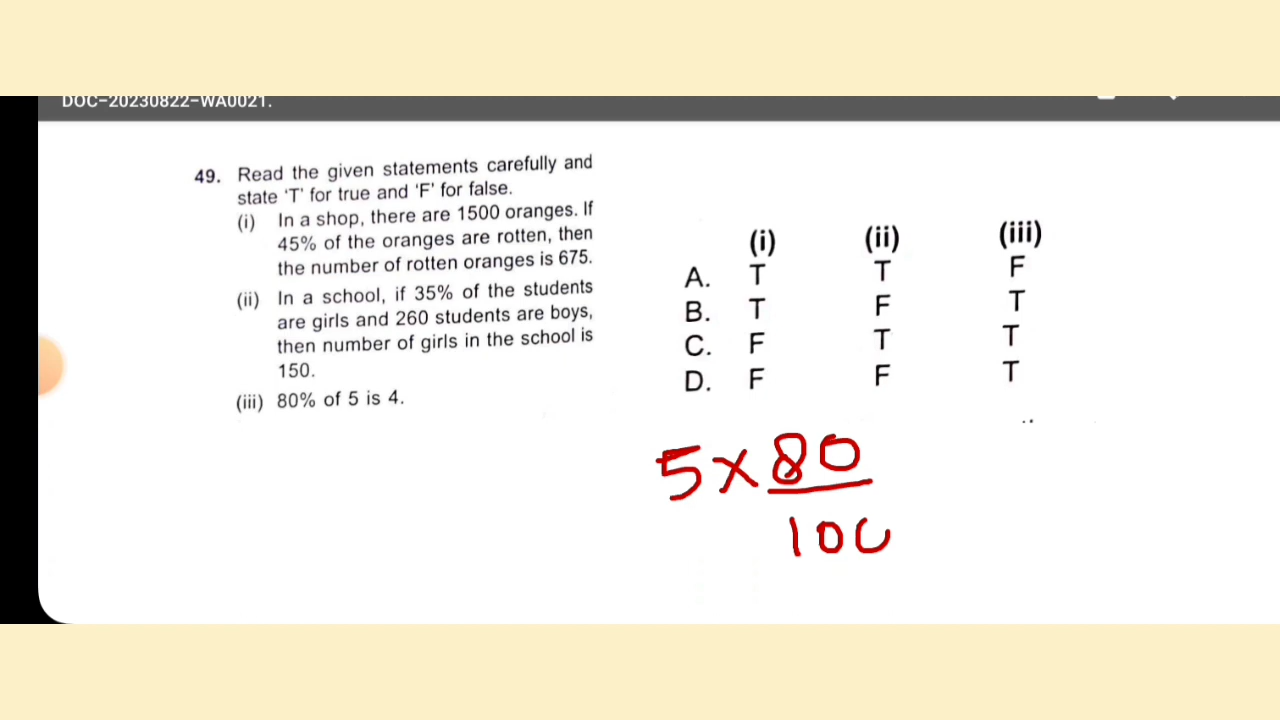 DOC-20230822-WA0021.
49. Read the given statements carefully and
state 'T' for true and 'F' for false.
(i) In a shop, there are 1500 oranges. If
45% of the oranges are rotten, then
the number of rotten oranges is 675.
(ii) In a school, if 35% of the students
are girls and 260 students are boys,
then number of girls in the school is
150.
(iii) 80% of 5 is 4.
(i) (ii) (iii)
A. T T F
B. T F T
C. F T T
D. F F T
5 × 80
100